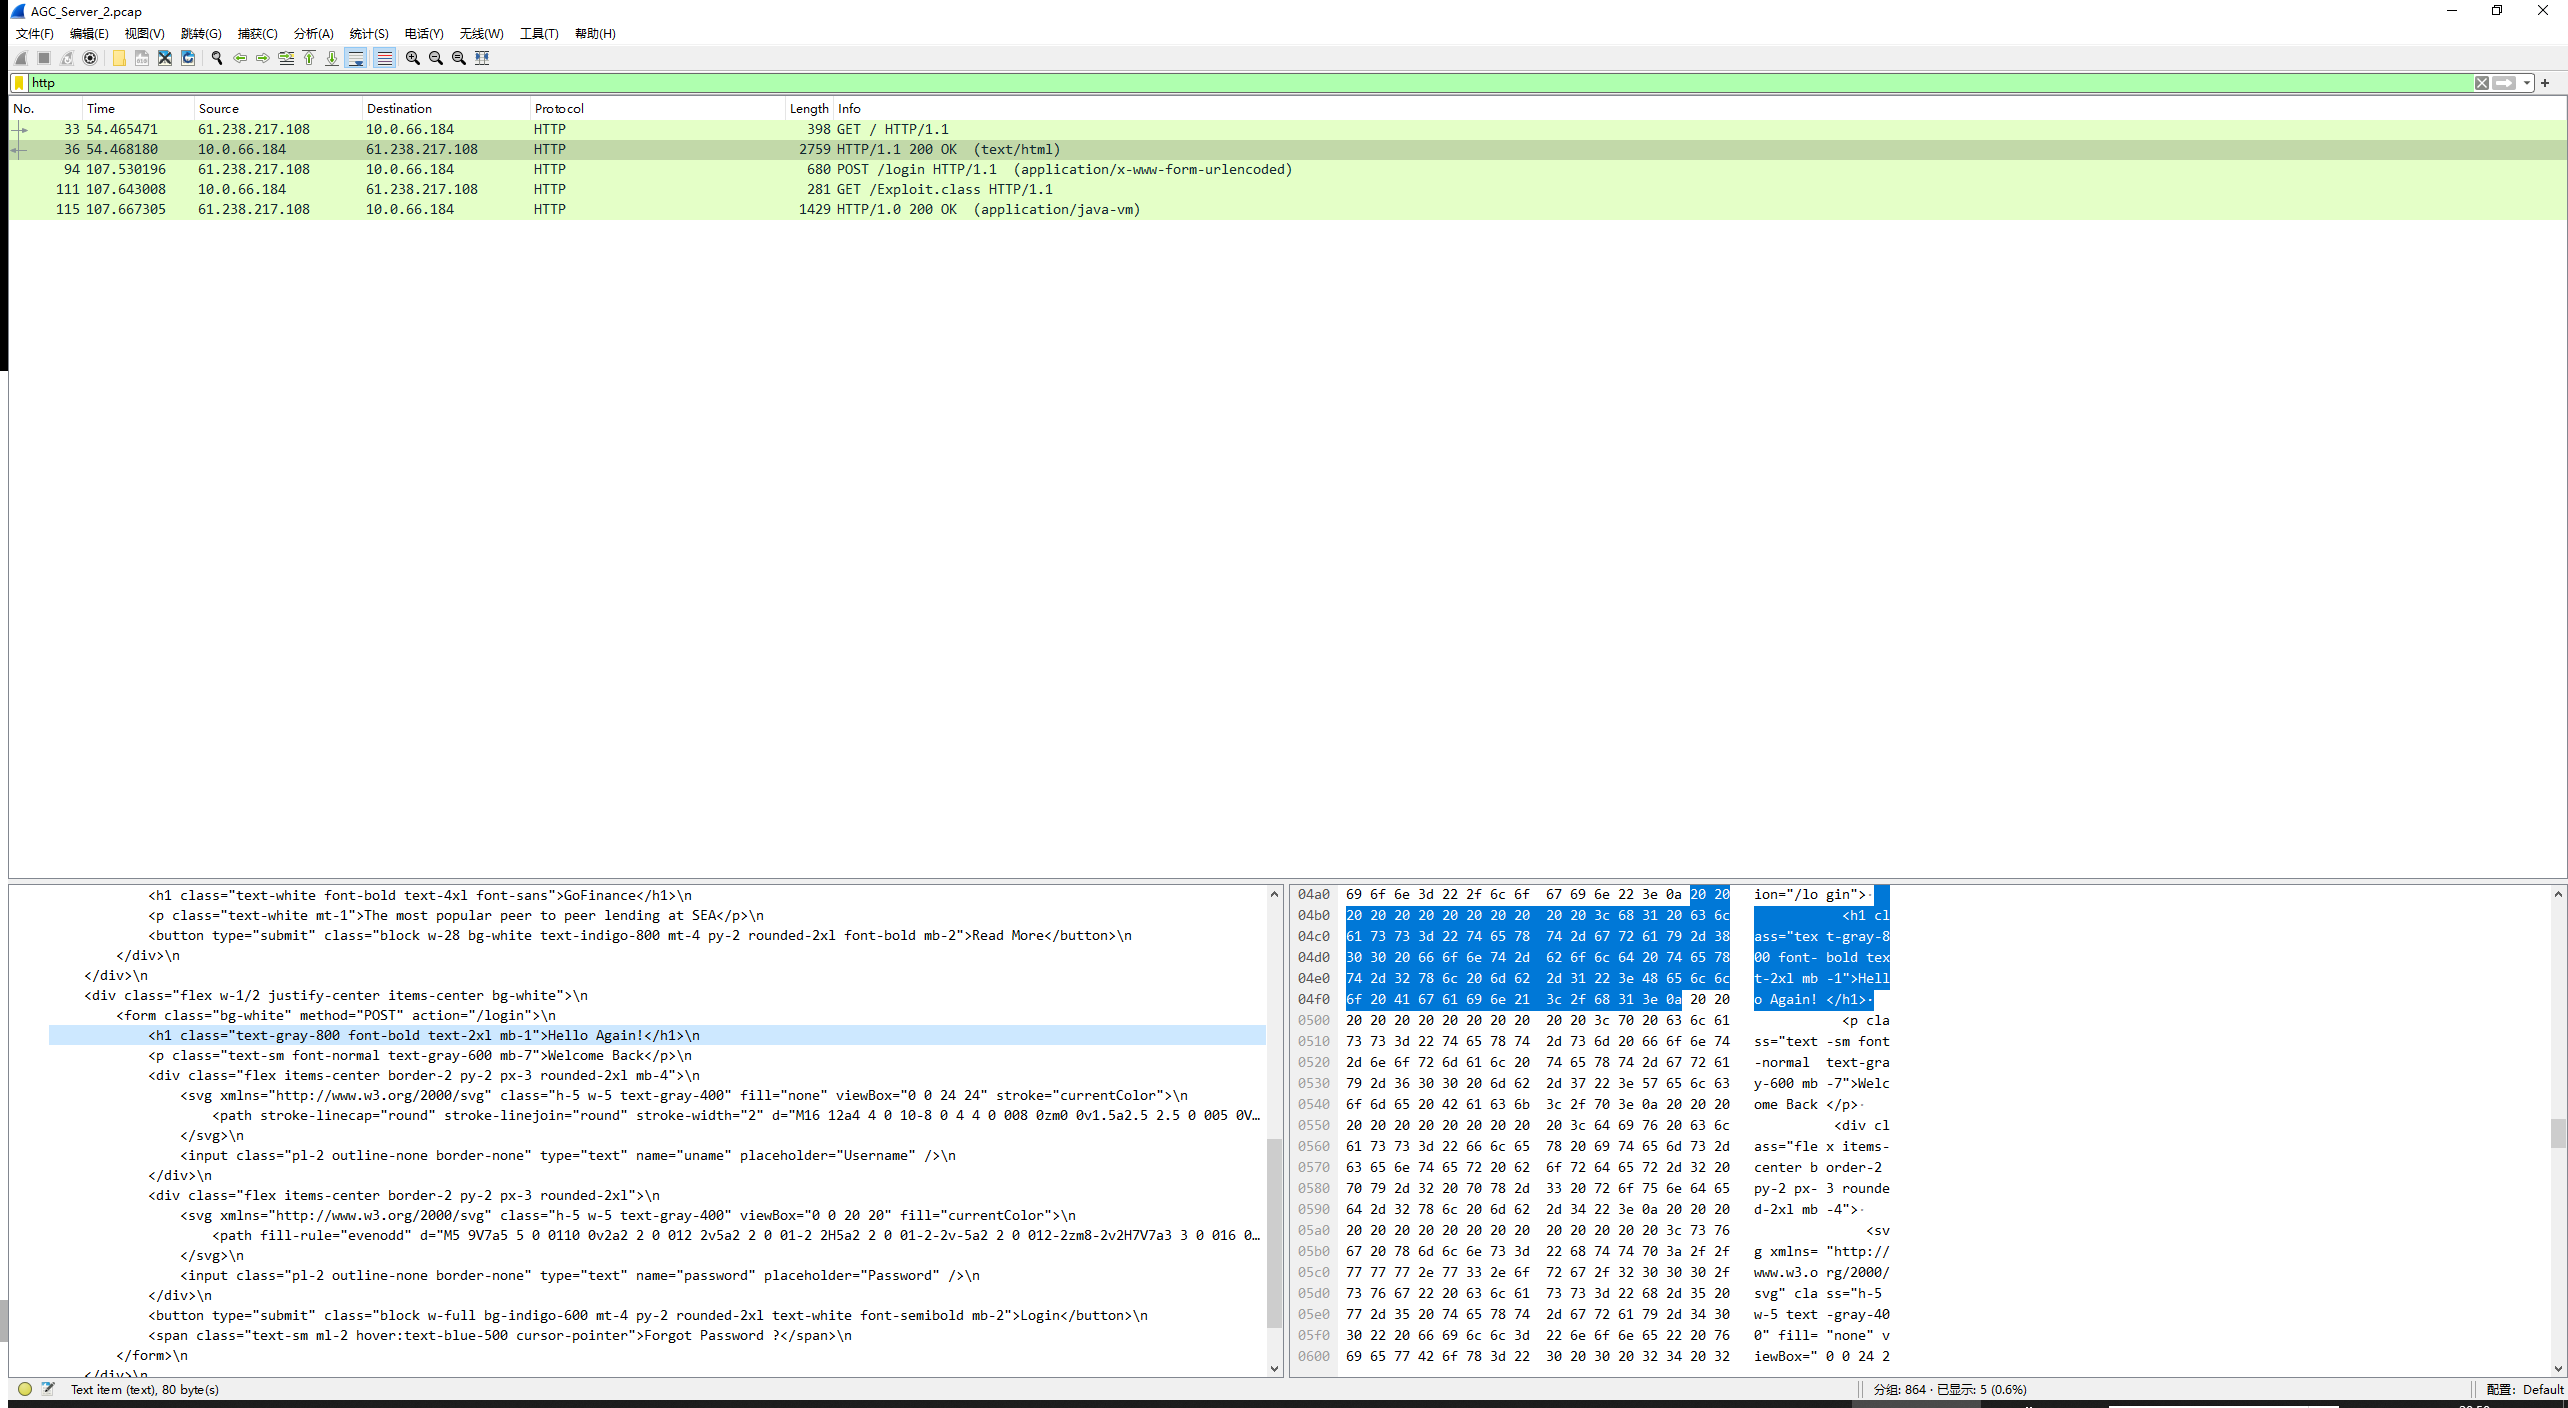 AGC_Server_2.pcap
文件(F) 编辑(E) 视图(V) 跳转(G) 捕获(C) 分析(A) 统计(S) 电话(Y) 无线(W) 工具(T) 帮助(H)
http
No. Time Source Destination Protocol Length Info
33 54.465471 61.238.217.108 10.0.66.184 HTTP 398 GET / HTTP/1.1
36 54.468180 10.0.66.184 61.238.217.108 HTTP 2759 HTTP/1.1 200 OK (text/html)
94 107.530196 61.238.217.108 10.0.66.184 HTTP 680 POST /login HTTP/1.1 (application/x-www-form-urlencoded)
111 107.643008 10.0.66.184 61.238.217.108 HTTP 281 GET /Exploit.class HTTP/1.1
115 107.667305 61.238.217.108 10.0.66.184 HTTP 1429 HTTP/1.0 200 OK (application/java-vm)
<h1 class="text-white font-bold text-4xl font-sans">GoFinance</h1>\n
<p class="text-white mt-1">The most popular peer to peer lending at SEA</p>\n
<button type="submit" class="block w-28 bg-white text-indigo-800 mt-4 py-2 rounded-2xl font-bold mb-2">Read More</button>\n
</div>\n
</div>\n
<div class="flex w-1/2 justify-center items-center bg-white">\n
<form class="bg-white" method="POST" action="/login">\n
<h1 class="text-gray-800 font-bold text-2xl mb-1">Hello Again!</h1>\n
<p class="text-sm font-normal text-gray-600 mb-7">Welcome Back</p>\n
<div class="flex items-center border-2 py-2 px-3 rounded-2xl mb-4">\n
<svg xmlns="http://www.w3.org/2000/svg" class="h-5 w-5 text-gray-400" fill="none" viewBox="0 0 24 24" stroke="currentColor">\n
<path stroke-linecap="round" stroke-linejoin="round" stroke-width="2" d="M16 12a4 4 0 10-8 0 4 4 0 008 0zm0 0v1.5a2.5 2.5 0 005 0V…
</svg>\n
<input class="pl-2 outline-none border-none" type="text" name="uname" placeholder="Username" />\n
</div>\n
<div class="flex items-center border-2 py-2 px-3 rounded-2xl">\n
<svg xmlns="http://www.w3.org/2000/svg" class="h-5 w-5 text-gray-400" viewBox="0 0 20 20" fill="currentColor">\n
<path fill-rule="evenodd" d="M5 9V7a5 5 0 0110 0v2a2 2 0 012 2v5a2 2 0 01-2 2H5a2 2 0 01-2-2v-5a2 2 0 012-2zm8-2v2H7V7a3 3 0 016 0…
</svg>\n
<input class="pl-2 outline-none border-none" type="text" name="password" placeholder="Password" />\n
</div>\n
<button type="submit" class="block w-full bg-indigo-600 mt-4 py-2 rounded-2xl text-white font-semibold mb-2">Login</button>\n
<span class="text-sm ml-2 hover:text-blue-500 cursor-pointer">Forgot Password ?</span>\n
</form>\n
</div>\n
04a0 69 6f 6e 3d 22 2f 6c 6f 67 69 6e 22 3e 0a 20 20 ion="/lo gin">·
04b0 20 20 20 20 20 20 20 20 20 20 3c 68 31 20 63 6c <h1 cl
04c0 61 73 73 3d 22 74 65 78 74 2d 67 72 61 79 2d 38 ass="tex t-gray-8
04d0 30 30 20 66 6f 6e 74 2d 62 6f 6c 64 20 74 65 78 00 font- bold tex
04e0 74 2d 32 78 6c 20 6d 62 2d 31 22 3e 48 65 6c 6c t-2xl mb -1">Hell
04f0 6f 20 41 67 61 69 6e 21 3c 2f 68 31 3e 0a 20 20 o Again! </h1>·
0500 20 20 20 20 20 20 20 20 20 20 3c 70 20 63 6c 61 <p cla
0510 73 73 3d 22 74 65 78 74 2d 73 6d 20 66 6f 6e 74 ss="text -sm font
0520 2d 6e 6f 72 6d 61 6c 20 74 65 78 74 2d 67 72 61 -normal text-gra
0530 79 2d 36 30 30 20 6d 62 2d 37 22 3e 57 65 6c 63 y-600 mb -7">Welc
0540 6f 6d 65 20 42 61 63 6b 3c 2f 70 3e 0a 20 20 20 ome Back </p>·
0550 20 20 20 20 20 20 20 20 20 3c 64 69 76 20 63 6c <div cl
0560 61 73 73 3d 22 66 6c 65 78 20 69 74 65 6d 73 2d ass="fle x items-
0570 63 65 6e 74 65 72 20 62 6f 72 64 65 72 2d 32 20 center b order-2
0580 70 79 2d 32 20 70 78 2d 33 20 72 6f 75 6e 64 65 py-2 px- 3 rounde
0590 64 2d 32 78 6c 20 6d 62 2d 34 22 3e 0a 20 20 20 d-2xl mb -4">·
05a0 20 20 20 20 20 20 20 20 20 20 20 20 20 3c 73 76 <sv
05b0 67 20 78 6d 6c 6e 73 3d 22 68 74 74 70 3a 2f 2f g xmlns= "http://
05c0 77 77 77 2e 77 33 2e 6f 72 67 2f 32 30 30 30 2f www.w3.o rg/2000/
05d0 73 76 67 22 20 63 6c 61 73 73 3d 22 68 2d 35 20 svg" cla ss="h-5
05e0 77 2d 35 20 74 65 78 74 2d 67 72 61 79 2d 34 30 w-5 text -gray-40
05f0 30 22 20 66 69 6c 6c 3d 22 6e 6f 6e 65 22 20 76 0" fill= "none" v
0600 69 65 77 42 6f 78 3d 22 30 20 30 20 32 34 20 32 iewBox=" 0 0 24 2
Text item (text), 80 byte(s)
分组: 864 · 已显示: 5 (0.6%)
配置: Default